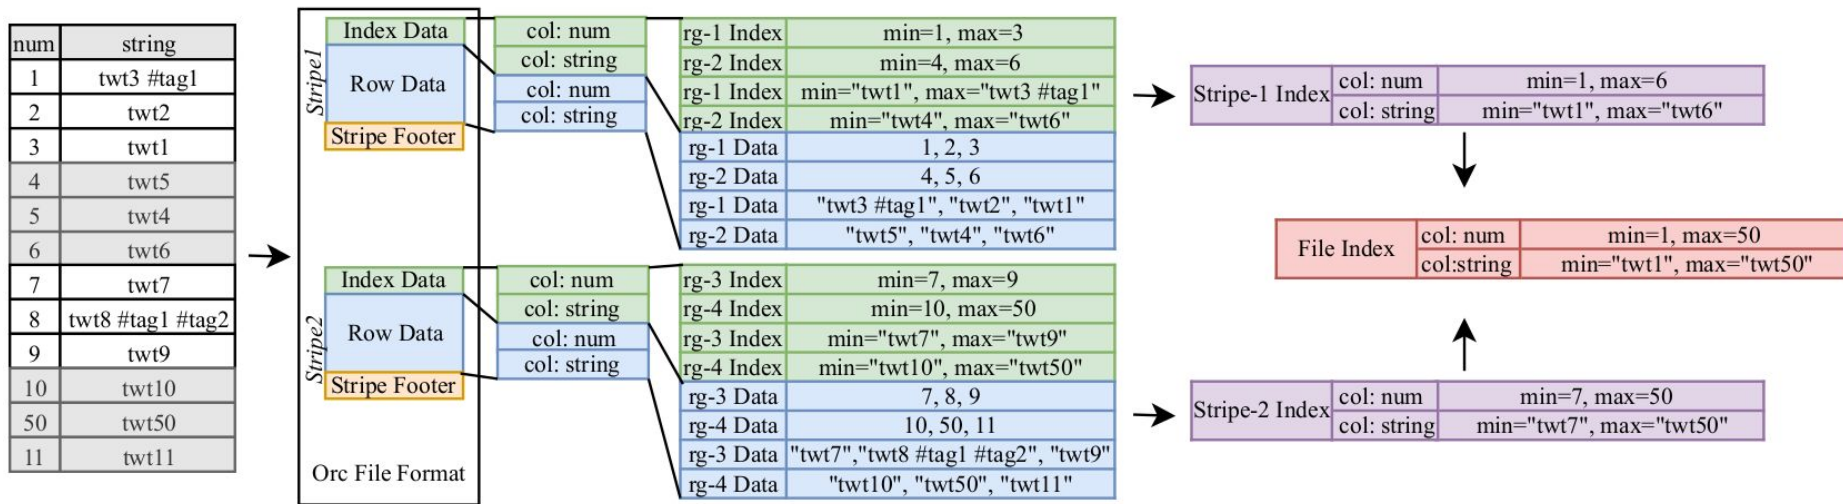 num string
1 twt3 #tag1
2 twt2
3 twt1
4 twt5
5 twt4
6 twt6
7 twt7
8 twt8 #tag1 #tag2
9 twt9
10 twt10
50 twt50
11 twt11
Stripe1
Index Data
Row Data
Stripe Footer
col: num
col: string
col: num
col: string
rg-1 Index min=1, max=3
rg-2 Index min=4, max=6
rg-1 Index min="twt1", max="twt3 #tag1"
rg-2 Index min="twt4", max="twt6"
rg-1 Data 1, 2, 3
rg-2 Data 4, 5, 6
rg-1 Data "twt3 #tag1", "twt2", "twt1"
rg-2 Data "twt5", "twt4", "twt6"
Stripe2
Index Data
Row Data
Stripe Footer
col: num
col: string
col: num
col: string
rg-3 Index min=7, max=9
rg-4 Index min=10, max=50
rg-3 Index min="twt7", max="twt9"
rg-4 Index min="twt10", max="twt50"
rg-3 Data 7, 8, 9
rg-4 Data 10, 50, 11
rg-3 Data "twt7","twt8 #tag1 #tag2", "twt9"
rg-4 Data "twt10", "twt50", "twt11"
Orc File Format
Stripe-1 Index
col: num min=1, max=6
col: string min="twt1", max="twt6"
File Index
col: num min=1, max=50
col:string min="twt1", max="twt50"
Stripe-2 Index
col: num min=7, max=50
col: string min="twt7", max="twt50"